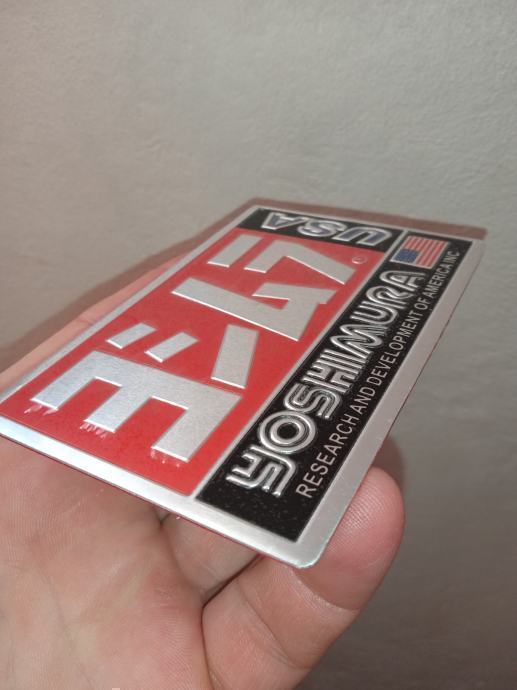 ヨシムラ
®
USA
YOSHIMURA
RESEARCH AND DEVELOPMENT OF AMERICA INC.